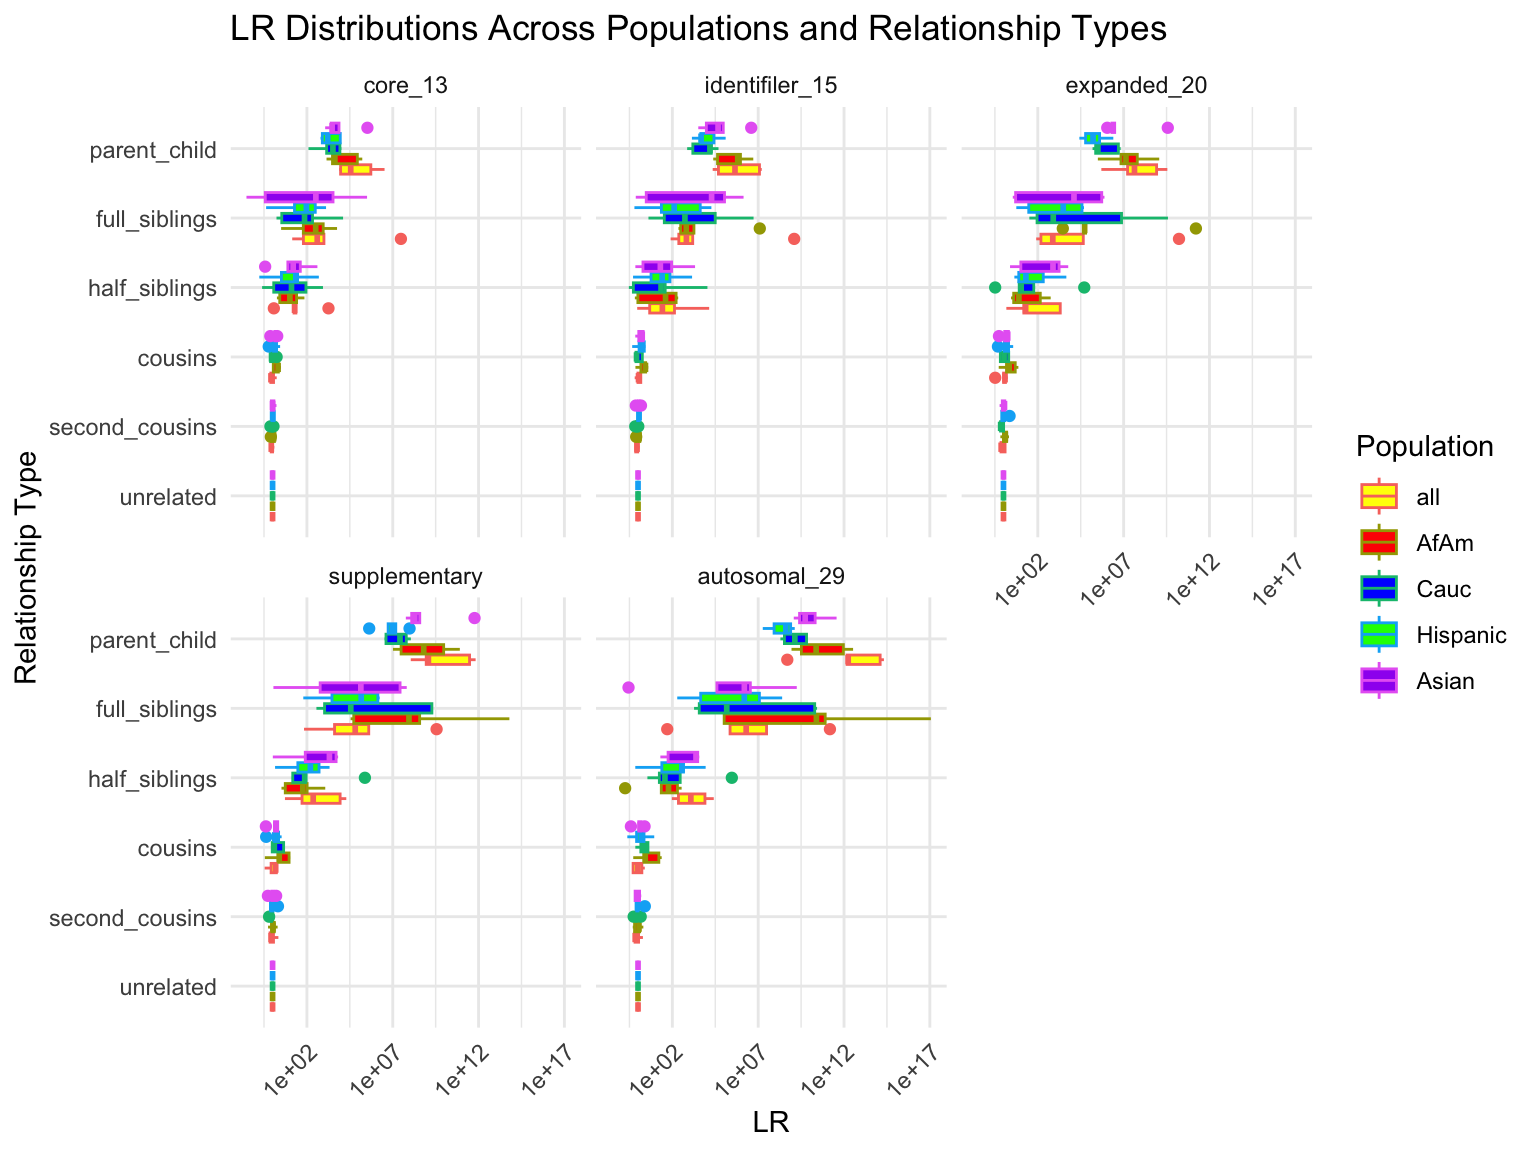 LR Distributions Across Populations and Relationship Types
core_13
identifiler_15
expanded_20
parent_child
full_siblings
half_siblings
cousins
second_cousins
unrelated
1e+02
1e+07
1e+12
1e+17
supplementary
autosomal_29
parent_child
full_siblings
half_siblings
cousins
second_cousins
unrelated
1e+02
1e+07
1e+12
1e+17
1e+02
1e+07
1e+12
1e+17
LR
Relationship Type
Population
all
AfAm
Cauc
Hispanic
Asian